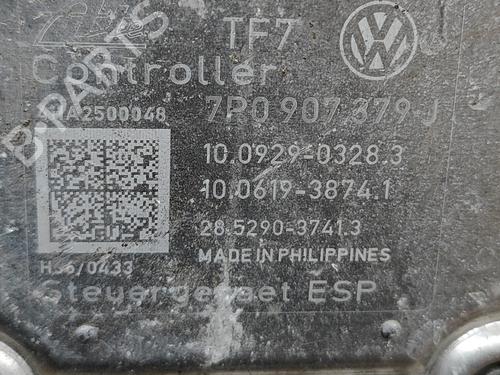 TF7
Controller
7P0 907 379 J
A2500048
10.0929-0328.3
10.0619-3874.1
28.5290-3741.3
MADE IN PHILIPPINES
Steuergeraet ESP